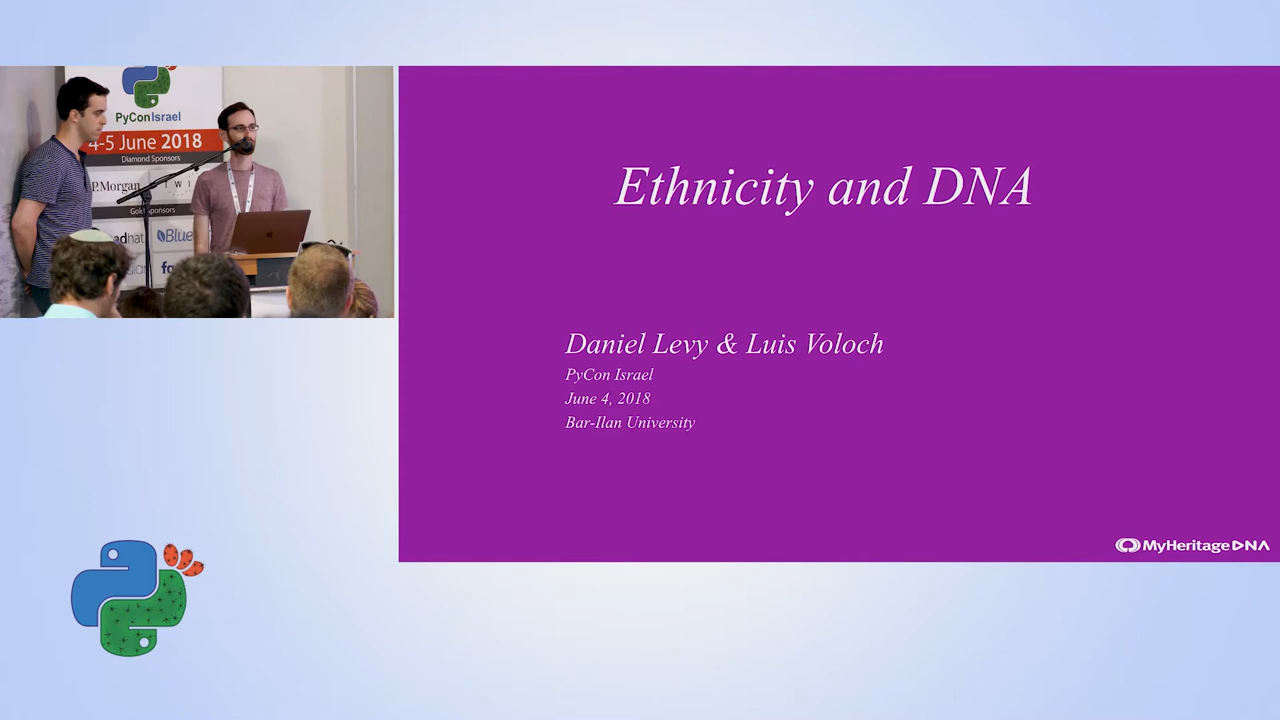 PyConIsrael
4-5 June 2018
Diamond Sponsors
J.P.Morgan
Gold Sponsors
Blue
Ethnicity and DNA
Daniel Levy & Luis Voloch
PyCon Israel
June 4, 2018
Bar-Ilan University
MyHeritage DNA